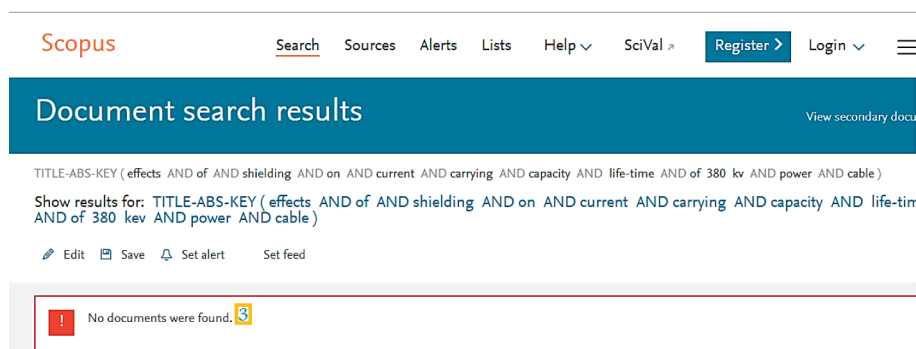 Scopus Search Sources Alerts Lists Help SciVal Register Login
Document search results
View secondary docu
TITLE-ABS-KEY ( effects AND of AND shielding AND on AND current AND carrying AND capacity AND life-time AND of 380 kv AND power AND cable )
Show results for: TITLE-ABS-KEY ( effects AND of AND shielding AND on AND current AND carrying AND capacity AND life-tim
AND of 380 kev AND power AND cable )
Edit Save Set alert Set feed
! No documents were found. 3